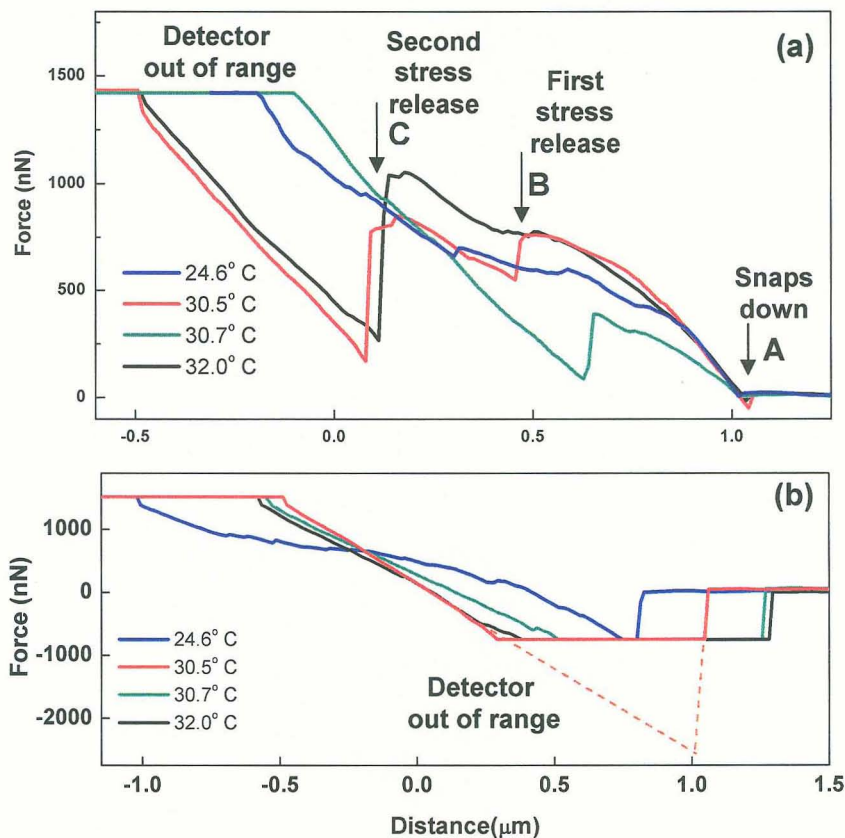 (a)
Detector
out of range
Second
stress
release
C
First
stress
release
B
Snaps
down
A
1500
1000
500
0
Force (nN)
24.6° C
30.5° C
30.7° C
32.0° C
-0.5
0.0
0.5
1.0
(b)
1000
0
-1000
-2000
Force (nN)
24.6° C
30.5° C
30.7° C
32.0° C
Detector
out of range
-1.0
-0.5
0.0
0.5
1.0
1.5
Distance(μm)